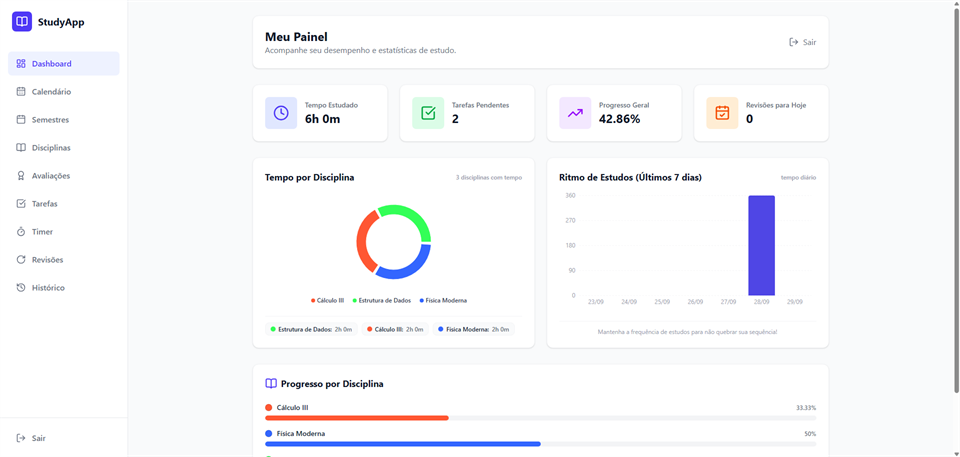 StudyApp
Dashboard
Calendário
Semestres
Disciplinas
Avaliações
Tarefas
Timer
Revisões
Histórico
Sair
Meu Painel
Acompanhe seu desempenho e estatísticas de estudo.
Sair
Tempo Estudado
6h 0m
Tarefas Pendentes
2
Progresso Geral
42.86%
Revisões para Hoje
0
Tempo por Disciplina
3 disciplinas com tempo
Cálculo III Estrutura de Dados Física Moderna
Estrutura de Dados: 2h 0m Cálculo III: 2h 0m Física Moderna: 2h 0m
Ritmo de Estudos (Últimos 7 dias)
tempo diário
360
270
180
90
0
23/09 24/09 25/09 26/09 27/09 28/09 29/09
Mantenha a frequência de estudos para não quebrar sua sequência!
Progresso por Disciplina
Cálculo III 33.33%
Física Moderna 50%